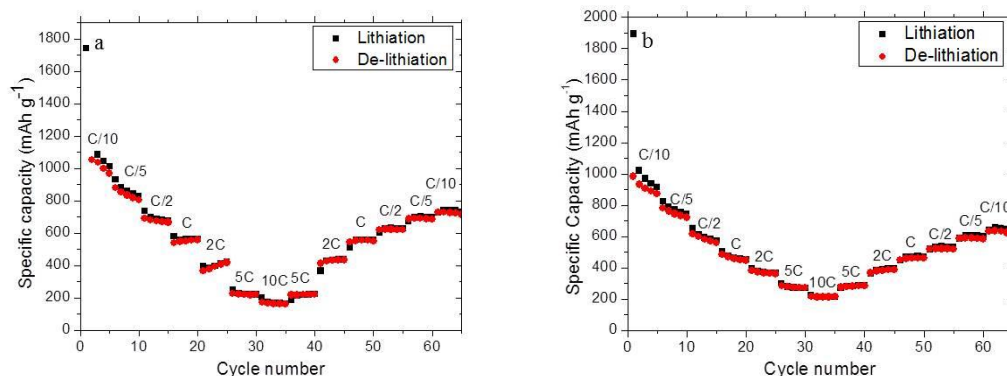 a
Lithiation
De-lithiation
Specific capacity (mAh g⁻¹)
1800
1600
1400
1200
1000
800
600
400
200
0
C/10
C/5
C/2
C
2C
5C
10C
5C
2C
C
C/2
C/5
C/10
0 10 20 30 40 50 60
Cycle number
b
Lithiation
De-lithiation
Specific Capacity (mAh g⁻¹)
2000
1800
1600
1400
1200
1000
800
600
400
200
0
C/10
C/5
C/2
C
2C
5C
10C
5C
2C
C
C/2
C/5
C/10
0 10 20 30 40 50 60
Cycle number